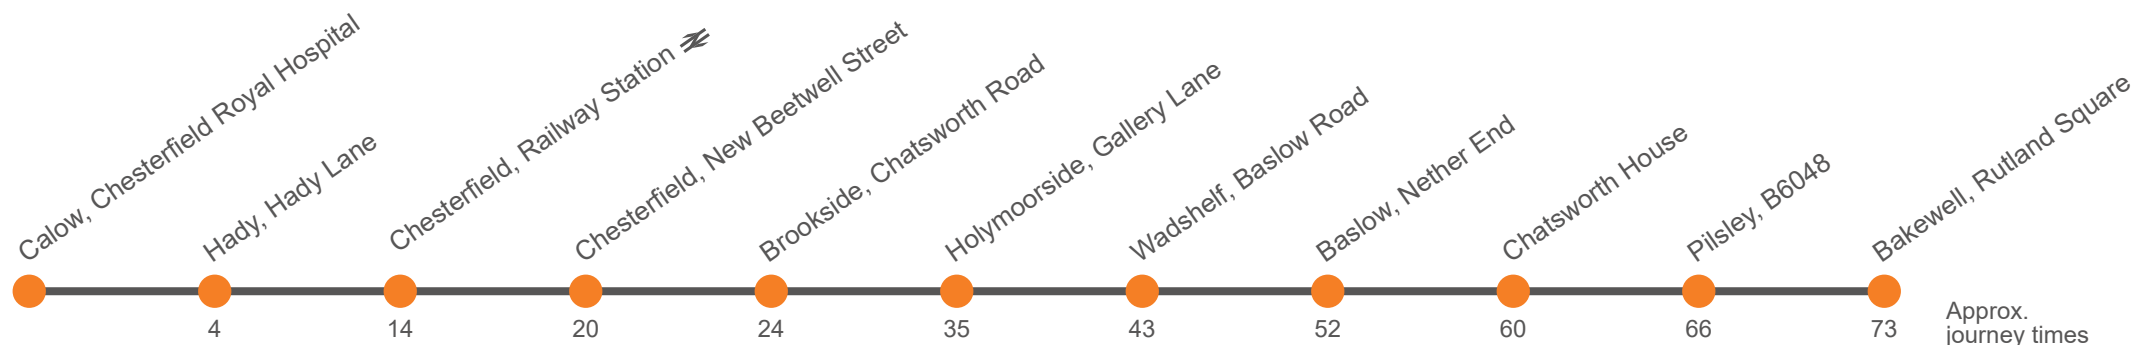 Calow, Chesterfield Royal Hospital
Hady, Hady Lane
Chesterfield, Railway Station
Chesterfield, New Beetwell Street
Brookside, Chatsworth Road
Holymoorside, Gallery Lane
Wadshelf, Baslow Road
Baslow, Nether End
Chatsworth House
Pilsley, B6048
Bakewell, Rutland Square
4 14 20 24 35 43 52 60 66 73
Approx.
journey times